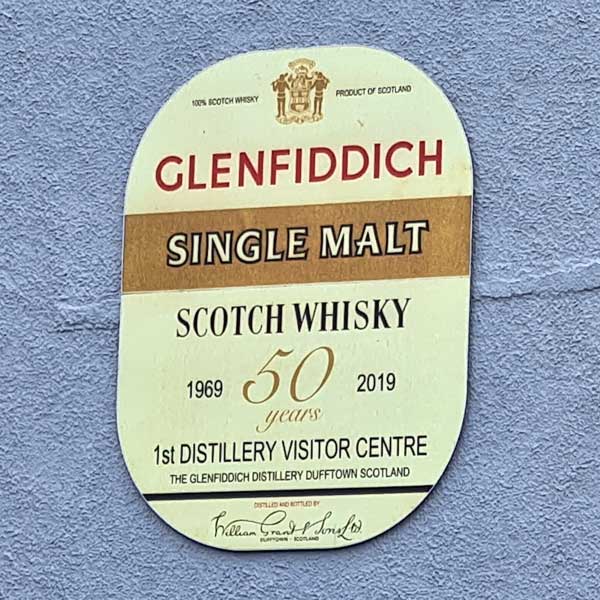 100% SCOTCH WHISKY
PRODUCT OF SCOTLAND
GLENFIDDICH
SINGLE MALT
SCOTCH WHISKY
1969 50 2019
years
1st DISTILLERY VISITOR CENTRE
THE GLENFIDDICH DISTILLERY DUFFTOWN SCOTLAND
DISTILLED AND BOTTLED BY
William Grant & Sons Ltd.
DUFFTOWN - SCOTLAND